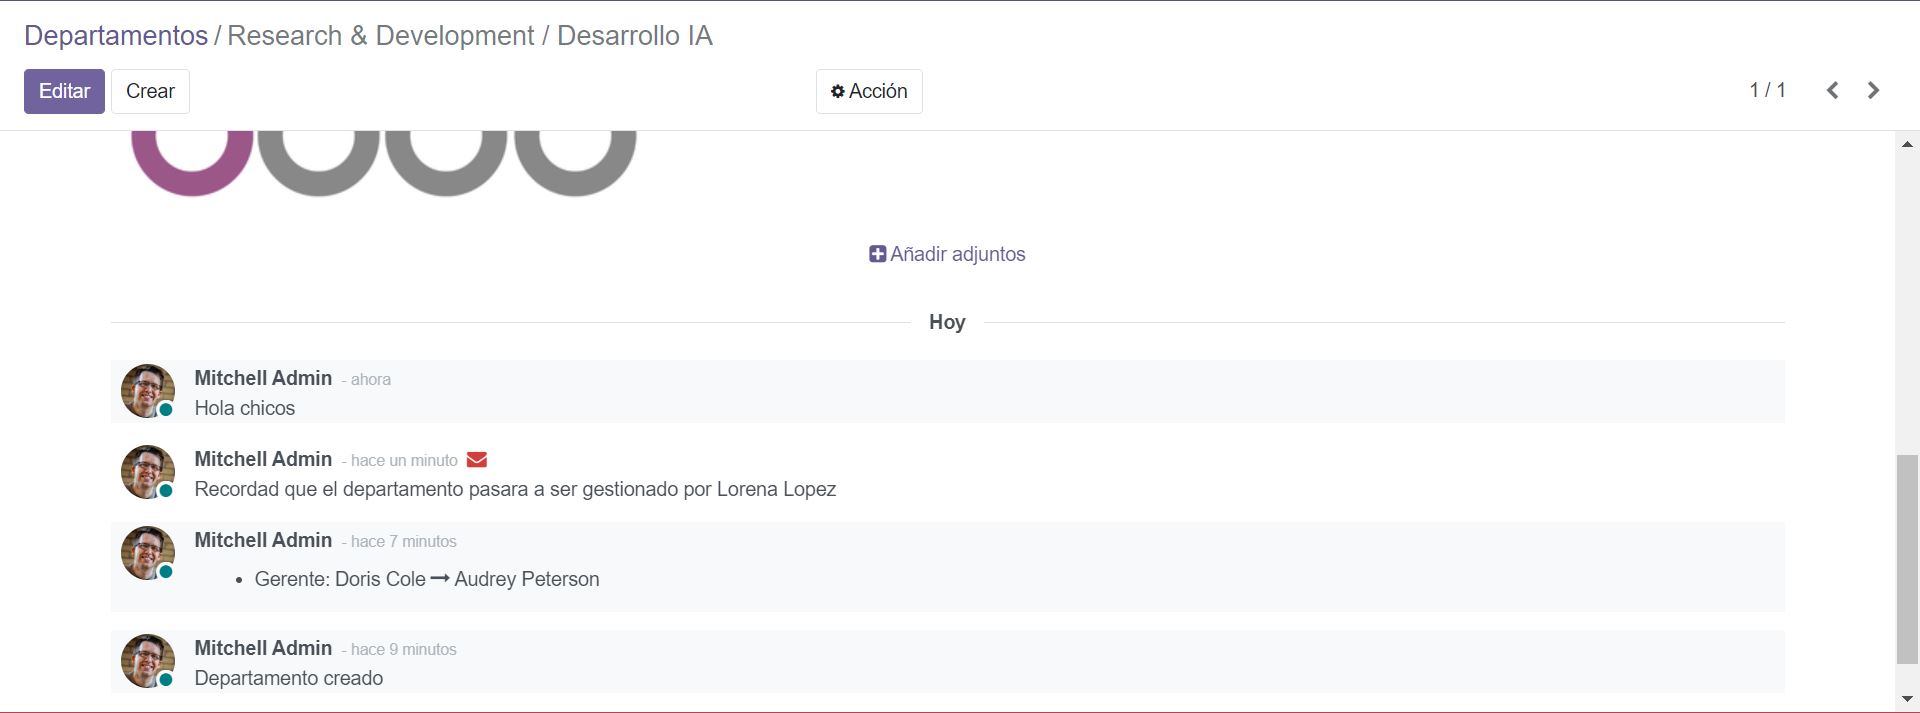 Departamentos / Research & Development / Desarrollo IA
Editar Crear Acción 1 / 1
Añadir adjuntos
Hoy
Mitchell Admin - ahora
Hola chicos
Mitchell Admin - hace un minuto
Recordad que el departamento pasara a ser gestionado por Lorena Lopez
Mitchell Admin - hace 7 minutos
• Gerente: Doris Cole → Audrey Peterson
Mitchell Admin - hace 9 minutos
Departamento creado